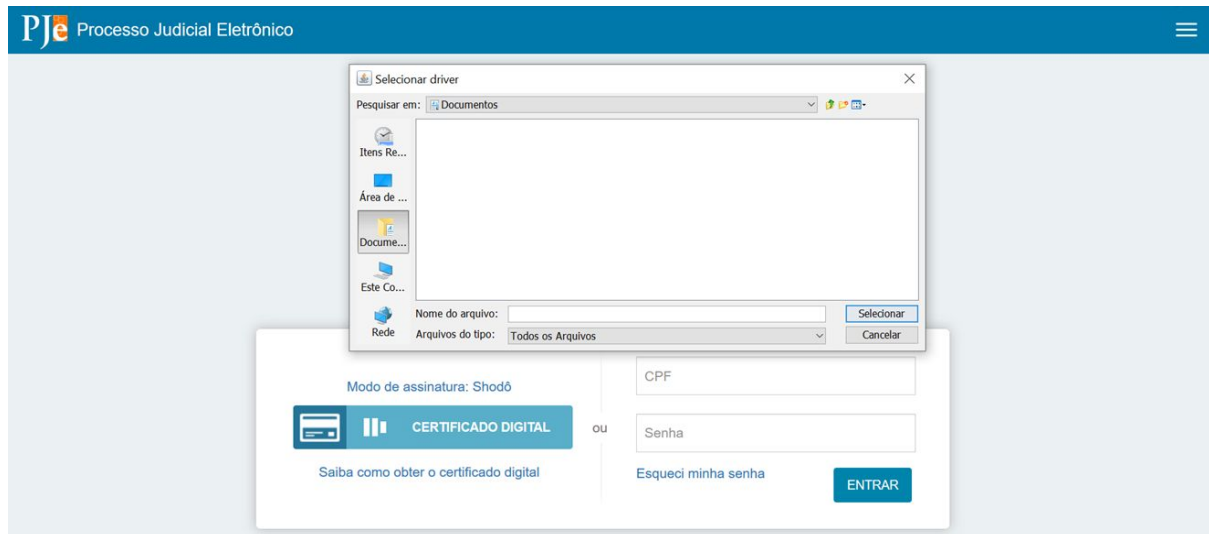 PJe Processo Judicial Eletrônico
Selecionar driver
Pesquisar em: Documentos
Itens Re...
Área de ...
Docume...
Este Co...
Rede
Nome do arquivo:
Selecionar
Arquivos do tipo: Todos os Arquivos
Cancelar
Modo de assinatura: Shodô
CERTIFICADO DIGITAL
Saiba como obter o certificado digital
ou
CPF
Senha
Esqueci minha senha
ENTRAR